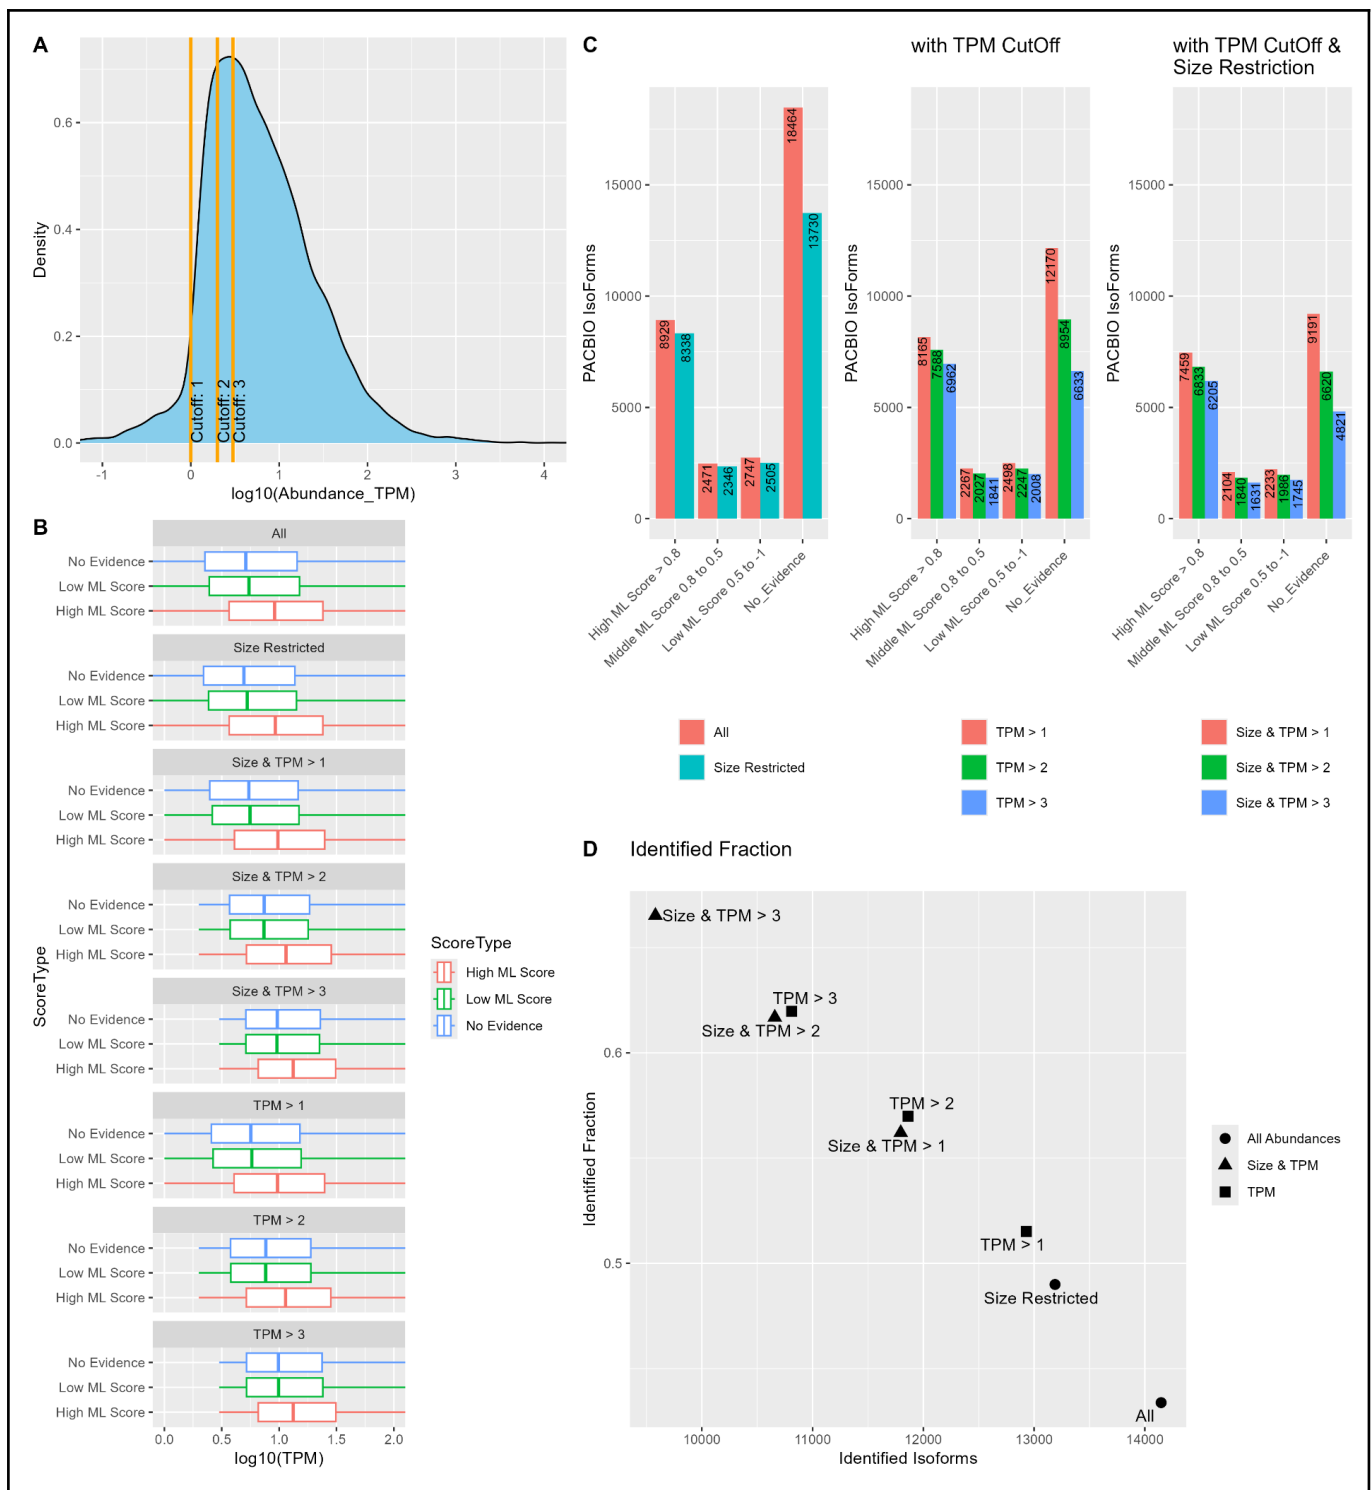 A
Density
0.6
0.4
0.2
0.0
Cutoff: 1
Cutoff: 2
Cutoff: 3
-1 0 1 2 3 4
log10(Abundance_TPM)
B
ScoreType
All
No Evidence
Low ML Score
High ML Score
Size Restricted
No Evidence
Low ML Score
High ML Score
Size & TPM > 1
No Evidence
Low ML Score
High ML Score
Size & TPM > 2
No Evidence
Low ML Score
High ML Score
Size & TPM > 3
No Evidence
Low ML Score
High ML Score
TPM > 1
No Evidence
Low ML Score
High ML Score
TPM > 2
No Evidence
Low ML Score
High ML Score
TPM > 3
No Evidence
Low ML Score
High ML Score
0.0 0.5 1.0 1.5 2.0
log10(TPM)
ScoreType
High ML Score
Low ML Score
No Evidence
C
PACBIO IsoForms
15000
10000
5000
0
8929
8338
2471
2346
2747
2505
18464
13730
High ML Score > 0.8
Middle ML Score 0.8 to 0.5
Low ML Score 0.5 to -1
No_Evidence
All
Size Restricted
with TPM CutOff
PACBIO IsoForms
15000
10000
5000
0
8165
7588
6962
2267
2027
1841
2498
2247
2008
12170
8954
6633
High ML Score > 0.8
Middle ML Score 0.8 to 0.5
Low ML Score 0.5 to -1
No_Evidence
TPM > 1
TPM > 2
TPM > 3
with TPM CutOff &
Size Restriction
PACBIO IsoForms
15000
10000
5000
0
7459
6833
6205
2104
1840
1631
2233
1986
1745
9191
6620
4821
High ML Score > 0.8
Middle ML Score 0.8 to 0.5
Low ML Score 0.5 to -1
No_Evidence
Size & TPM > 1
Size & TPM > 2
Size & TPM > 3
D
Identified Fraction
Identified Fraction
0.6
0.5
Size & TPM > 3
TPM > 3
Size & TPM > 2
TPM > 2
Size & TPM > 1
TPM > 1
Size Restricted
All
10000 11000 12000 13000 14000
Identified Isoforms
All Abundances
Size & TPM
TPM